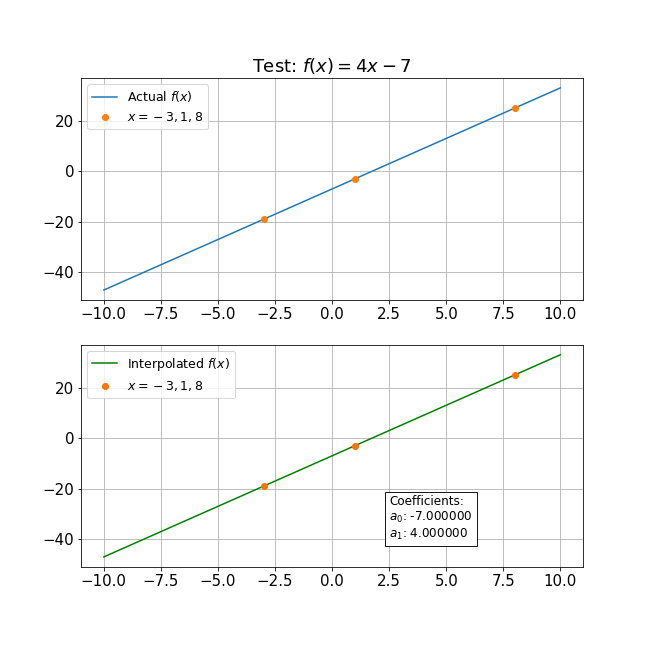 Test: f(x) = 4x − 7
Actual f(x)
x = − 3, 1, 8
20
0
−20
−40
−10.0 −7.5 −5.0 −2.5 0.0 2.5 5.0 7.5 10.0
Interpolated f(x)
x = − 3, 1, 8
20
0
−20
−40
Coefficients:
a₀: -7.000000
a₁: 4.000000
−10.0 −7.5 −5.0 −2.5 0.0 2.5 5.0 7.5 10.0